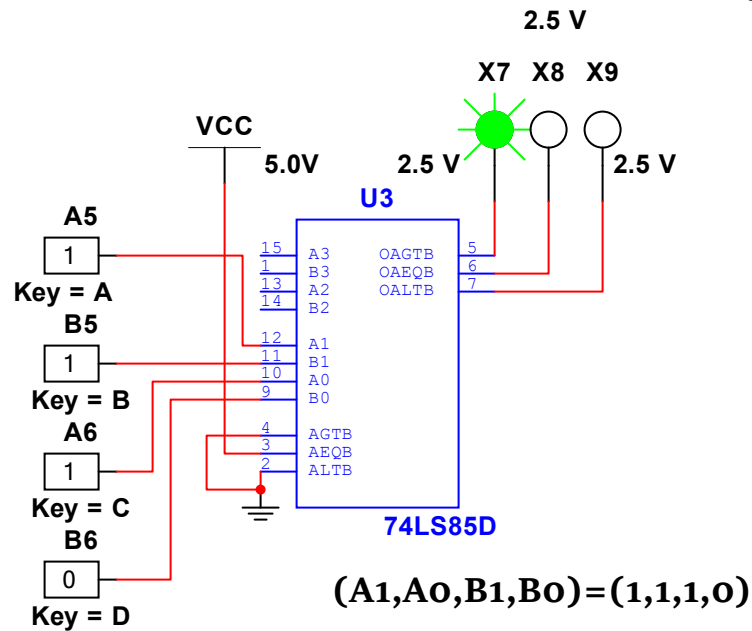 2.5 V
X7 X8 X9
VCC
5.0V
2.5 V
2.5 V
U3
A5
1
Key = A
B5
1
Key = B
A6
1
Key = C
B6
0
Key = D
15 A3 OAGTB 5
1 B3 OAEQB 6
13 A2 OALTB 7
14 B2
12 A1
11 B1
10 A0
9 B0
4 AGTB
3 AEQB
2 ALTB
74LS85D
(A1,A0,B1,B0)=(1,1,1,0)